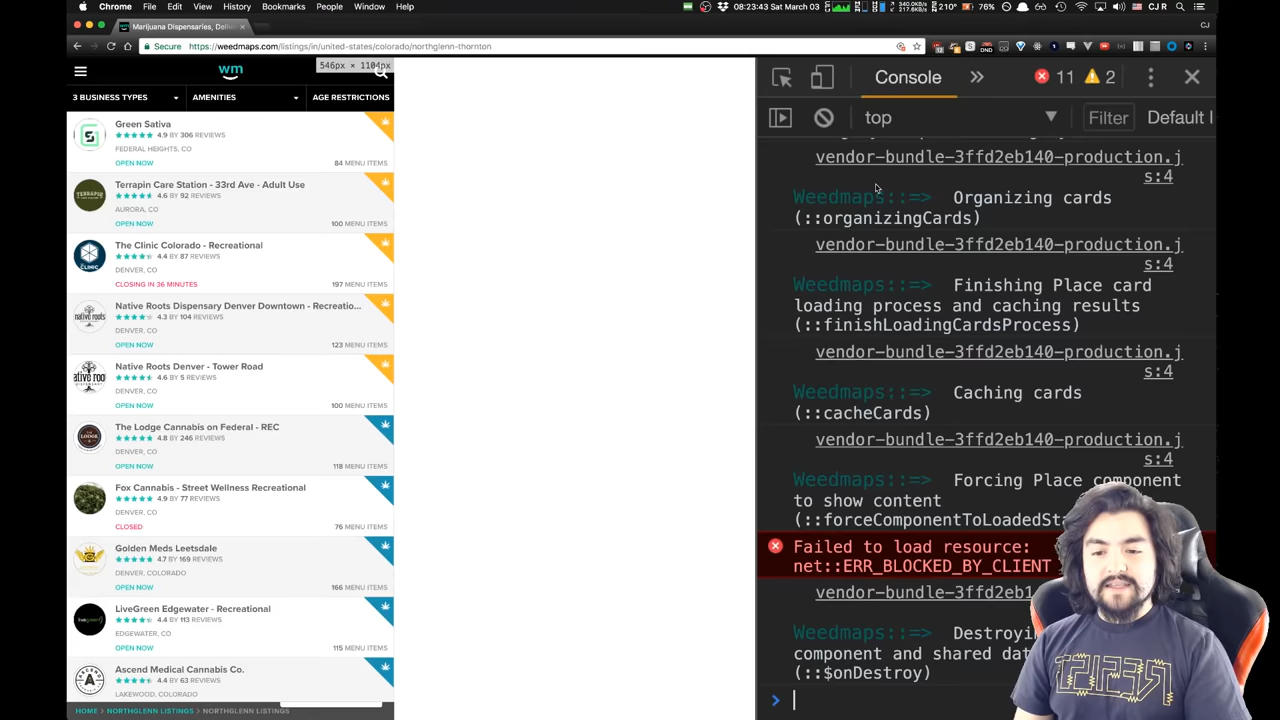 Chrome File Edit View History Bookmarks People Window Help
08:23:43 Sat March 03
76%
Marijuana Dispensaries, Deliv
CJ
Secure https://weedmaps.com/listings/in/united-states/colorado/northglenn-thornton
wm
546px × 1104px
3 BUSINESS TYPES AMENITIES AGE RESTRICTIONS
Green Sativa
4.9 BY 306 REVIEWS
FEDERAL HEIGHTS, CO
OPEN NOW 84 MENU ITEMS
Terrapin Care Station - 33rd Ave - Adult Use
4.6 BY 92 REVIEWS
AURORA, CO
OPEN NOW 100 MENU ITEMS
The Clinic Colorado - Recreational
4.4 BY 87 REVIEWS
DENVER, CO
CLOSING IN 36 MINUTES 197 MENU ITEMS
Native Roots Dispensary Denver Downtown - Recreatio...
4.3 BY 104 REVIEWS
DENVER, CO
OPEN NOW 123 MENU ITEMS
Native Roots Denver - Tower Road
4.6 BY 5 REVIEWS
DENVER, CO
OPEN NOW 100 MENU ITEMS
The Lodge Cannabis on Federal - REC
4.8 BY 246 REVIEWS
DENVER, CO
OPEN NOW 118 MENU ITEMS
Fox Cannabis - Street Wellness Recreational
4.9 BY 77 REVIEWS
DENVER, CO
CLOSED 76 MENU ITEMS
Golden Meds Leetsdale
4.7 BY 169 REVIEWS
DENVER, COLORADO
OPEN NOW 166 MENU ITEMS
LiveGreen Edgewater - Recreational
4.4 BY 113 REVIEWS
EDGEWATER, CO
OPEN NOW 115 MENU ITEMS
Ascend Medical Cannabis Co.
4.4 BY 63 REVIEWS
LAKEWOOD, COLORADO
HOME > NORTHGLENN LISTINGS > NORTHGLENN LISTINGS
Console » 11 2
top Filter Default l
vendor-bundle-3ffd2eb140-production.j
s:4
Weedmaps::=> Organizing cards
(::organizingCards)
vendor-bundle-3ffd2eb140-production.j
s:4
Weedmaps::=> Finishing place card
loading process with 150 results
(::finishLoadingCardProcess)
vendor-bundle-3ffd2eb140-production.j
s:4
Weedmaps::=> Caching cards
(::cacheCards)
vendor-bundle-3ffd2eb140-production.j
s:4
Weedmaps::=> Forcing Place component
to show content
(::forceComponentToLoadedS
Failed to load resource:
net::ERR_BLOCKED_BY_CLIENT
vendor-bundle-3ffd2eb1
Weedmaps::=> Destroyi
component and shared dat
(::$onDestroy)